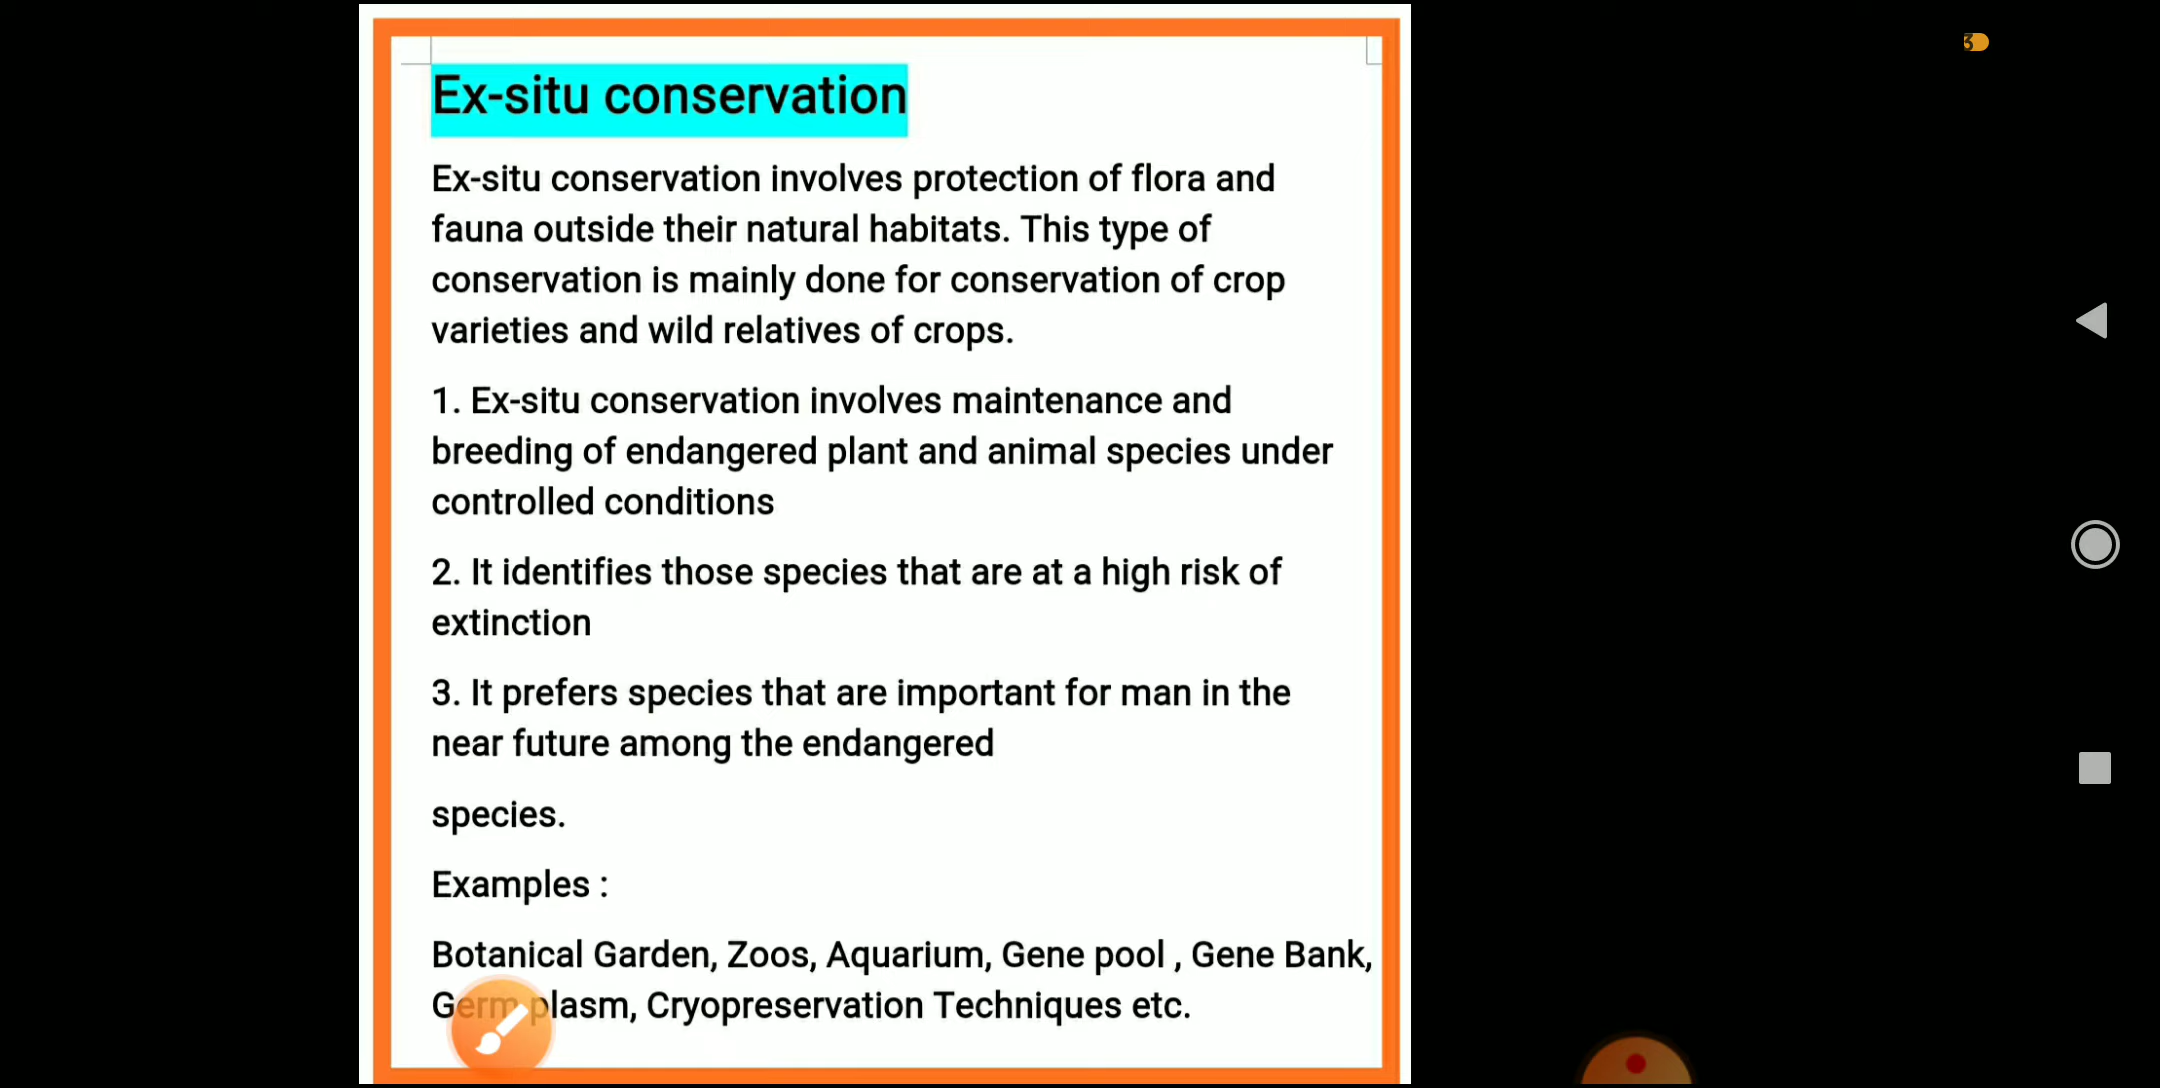 Ex-situ conservation
Ex-situ conservation involves protection of flora and
fauna outside their natural habitats. This type of
conservation is mainly done for conservation of crop
varieties and wild relatives of crops.
1. Ex-situ conservation involves maintenance and
breeding of endangered plant and animal species under
controlled conditions
2. It identifies those species that are at a high risk of
extinction
3. It prefers species that are important for man in the
near future among the endangered
species.
Examples :
Botanical Garden, Zoos, Aquarium, Gene pool , Gene Bank,
Germ plasm, Cryopreservation Techniques etc.